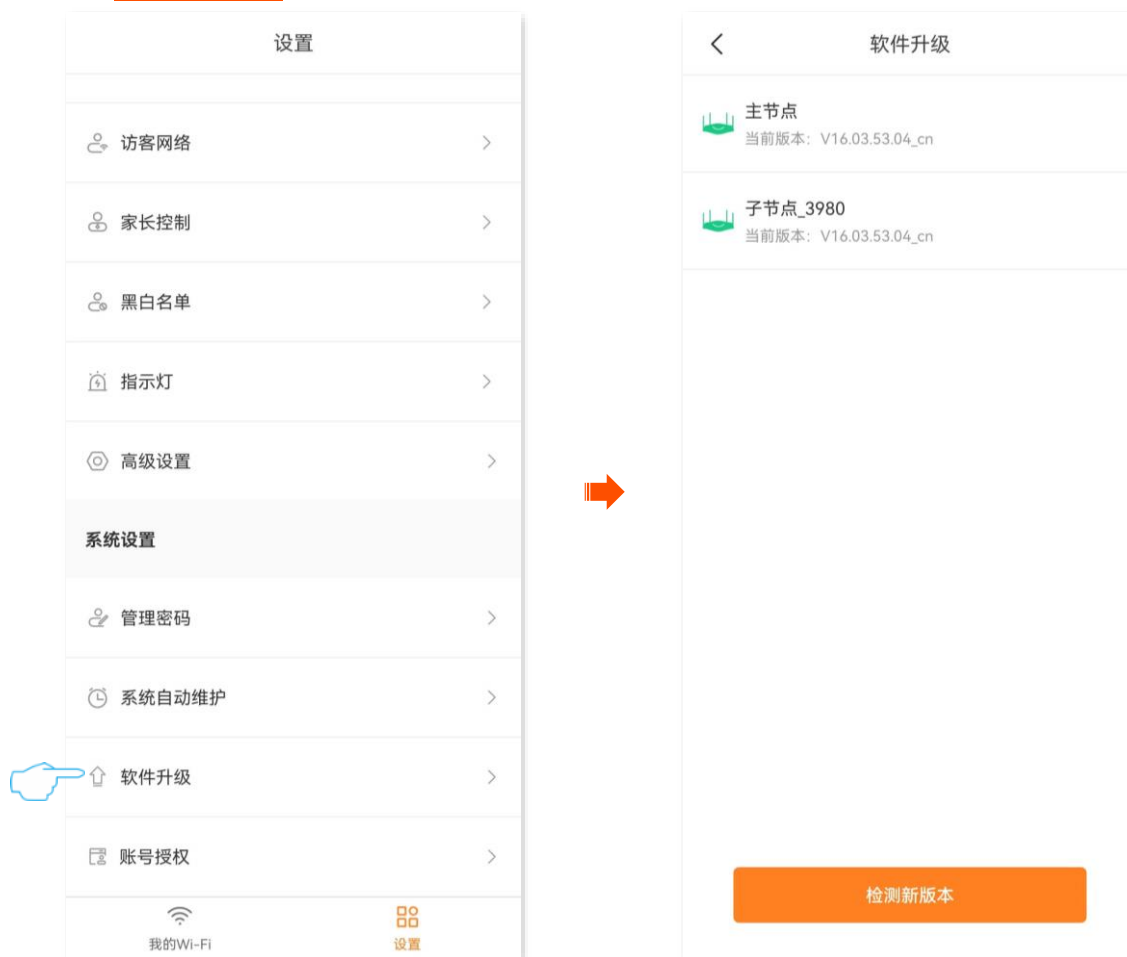 设置
访客网络
家长控制
黑白名单
指示灯
高级设置
系统设置
管理密码
系统自动维护
软件升级
账号授权
我的Wi-Fi
设置
软件升级
主节点
当前版本：V16.03.53.04_cn
子节点_3980
当前版本：V16.03.53.04_cn
检测新版本